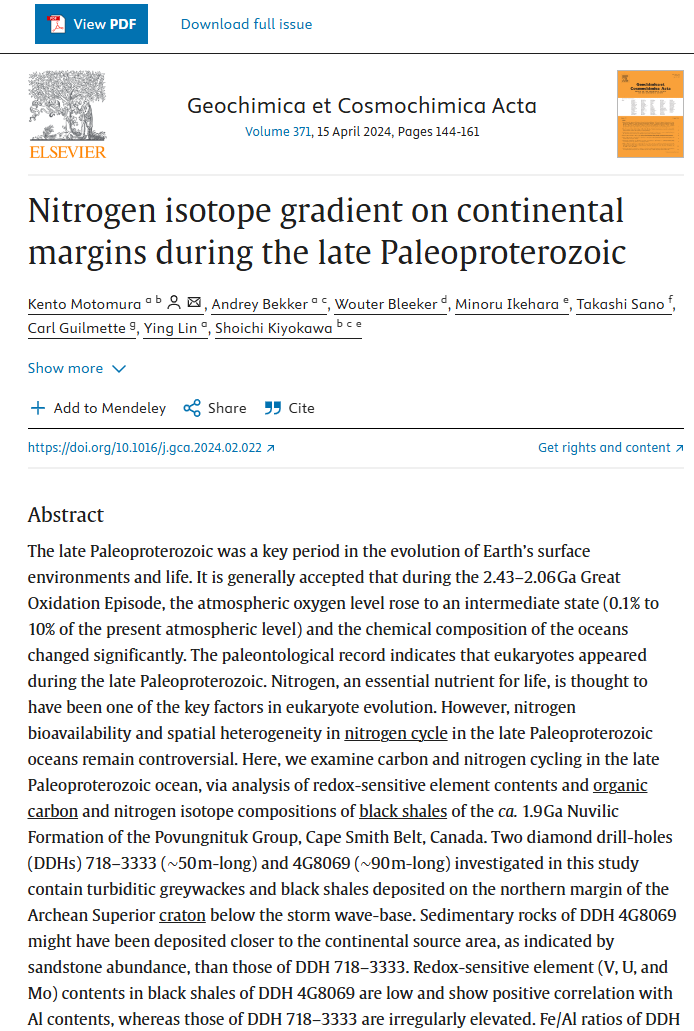 View PDF
Download full issue
ELSEVIER
Geochimica et Cosmochimica Acta
Volume 371, 15 April 2024, Pages 144-161
Nitrogen isotope gradient on continental
margins during the late Paleoproterozoic
Kento Motomura a b, Andrey Bekker a c, Wouter Bleeker d, Minoru Ikehara e, Takashi Sano f,
Carl Guilmette g, Ying Lin a, Shoichi Kiyokawa b c e
Show more
Add to Mendeley Share Cite
https://doi.org/10.1016/j.gca.2024.02.022 Get rights and content
Abstract
The late Paleoproterozoic was a key period in the evolution of Earth’s surface
environments and life. It is generally accepted that during the 2.43–2.06 Ga Great
Oxidation Episode, the atmospheric oxygen level rose to an intermediate state (0.1% to
10% of the present atmospheric level) and the chemical composition of the oceans
changed significantly. The paleontological record indicates that eukaryotes appeared
during the late Paleoproterozoic. Nitrogen, an essential nutrient for life, is thought to
have been one of the key factors in eukaryote evolution. However, nitrogen
bioavailability and spatial heterogeneity in nitrogen cycle in the late Paleoproterozoic
oceans remain controversial. Here, we examine carbon and nitrogen cycling in the late
Paleoproterozoic ocean, via analysis of redox-sensitive element contents and organic
carbon and nitrogen isotope compositions of black shales of the ca. 1.9 Ga Nuvilic
Formation of the Povungnituk Group, Cape Smith Belt, Canada. Two diamond drill-holes
(DDHs) 718–3333 (~50 m-long) and 4G8069 (~90 m-long) investigated in this study
contain turbiditic greywackes and black shales deposited on the northern margin of the
Archean Superior craton below the storm wave-base. Sedimentary rocks of DDH 4G8069
might have been deposited closer to the continental source area, as indicated by
sandstone abundance, than those of DDH 718–3333. Redox-sensitive element (V, U, and
Mo) contents in black shales of DDH 4G8069 are low and show positive correlation with
Al contents, whereas those of DDH 718–3333 are irregularly elevated. Fe/Al ratios of DDH